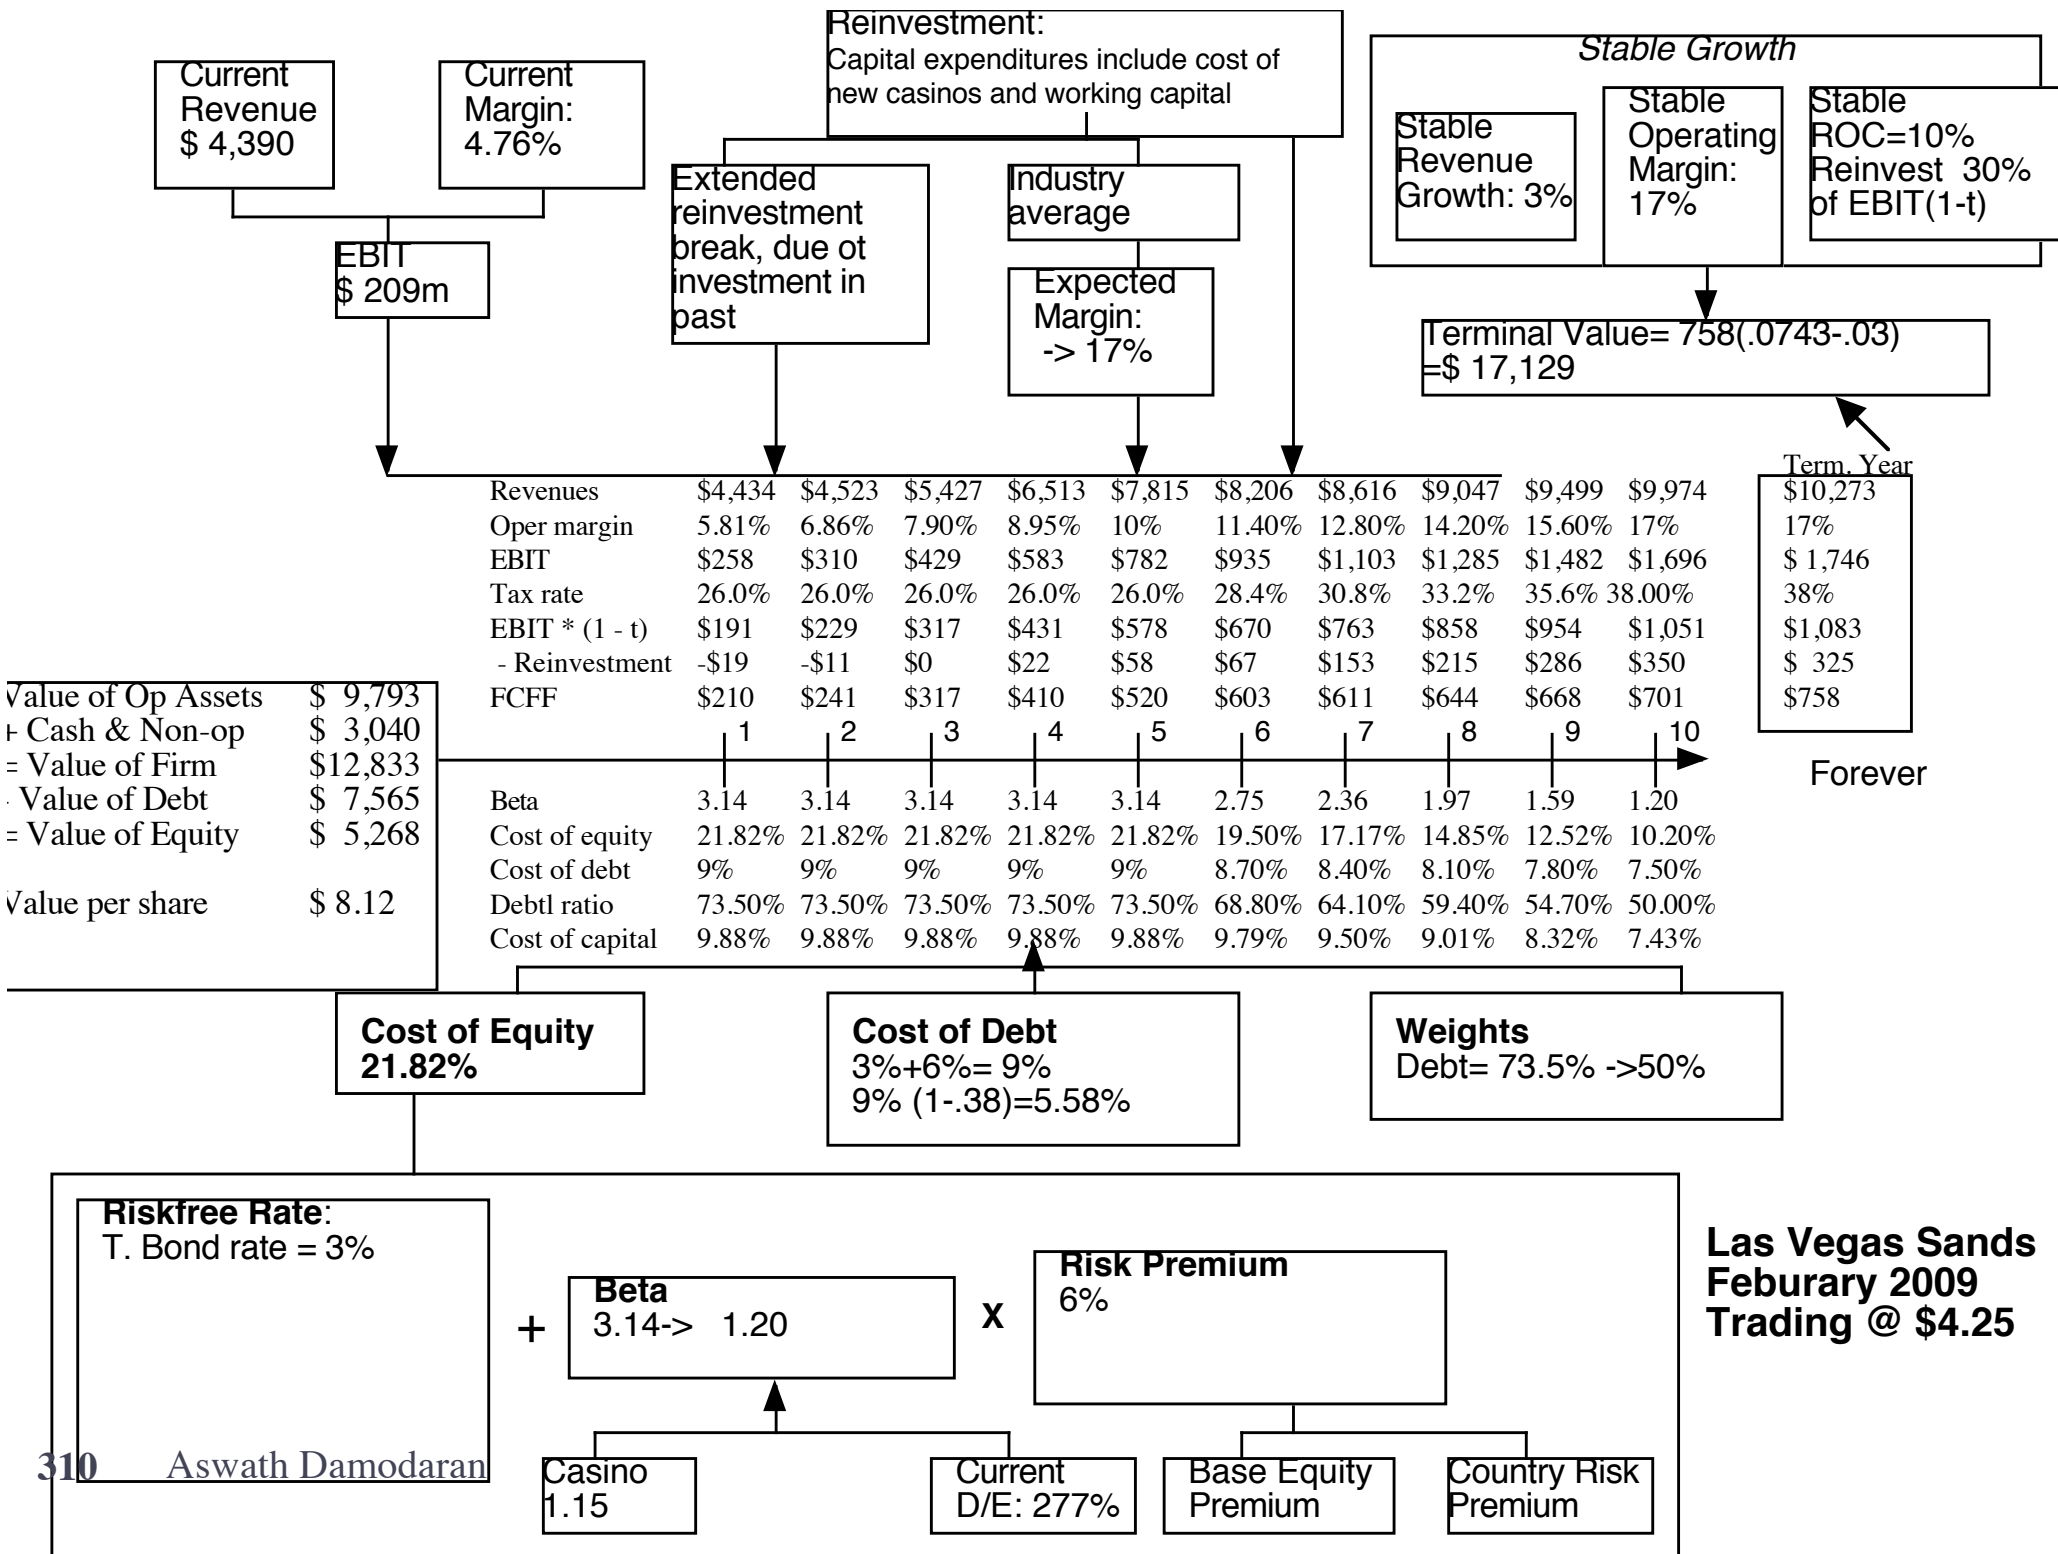 Reinvestment:
Capital expenditures include cost of
new casinos and working capital
Stable Growth
Current
Revenue
$ 4,390
Current
Margin:
4.76%
Stable
Revenue
Growth: 3%
Stable
Operating
Margin:
17%
Stable
ROC=10%
Reinvest 30%
of EBIT(1-t)
Extended
reinvestment
break, due ot
investment in
past
Industry
average
EBIT
$ 209m
Expected
Margin:
-> 17%
Terminal Value= 758(.0743-.03)
=$ 17,129
Term. Year
Revenues $4,434 $4,523 $5,427 $6,513 $7,815 $8,206 $8,616 $9,047 $9,499 $9,974 $10,273
Oper margin 5.81% 6.86% 7.90% 8.95% 10% 11.40% 12.80% 14.20% 15.60% 17% 17%
EBIT $258 $310 $429 $583 $782 $935 $1,103 $1,285 $1,482 $1,696 $ 1,746
Tax rate 26.0% 26.0% 26.0% 26.0% 26.0% 28.4% 30.8% 33.2% 35.6% 38.00% 38%
EBIT * (1 - t) $191 $229 $317 $431 $578 $670 $763 $858 $954 $1,051 $1,083
- Reinvestment -$19 -$11 $0 $22 $58 $67 $153 $215 $286 $350 $ 325
FCFF $210 $241 $317 $410 $520 $603 $611 $644 $668 $701 $758
1 2 3 4 5 6 7 8 9 10
Forever
Value of Op Assets $ 9,793
+ Cash & Non-op $ 3,040
= Value of Firm $12,833
- Value of Debt $ 7,565
= Value of Equity $ 5,268
Value per share $ 8.12
Beta 3.14 3.14 3.14 3.14 3.14 2.75 2.36 1.97 1.59 1.20
Cost of equity 21.82% 21.82% 21.82% 21.82% 21.82% 19.50% 17.17% 14.85% 12.52% 10.20%
Cost of debt 9% 9% 9% 9% 9% 8.70% 8.40% 8.10% 7.80% 7.50%
Debtl ratio 73.50% 73.50% 73.50% 73.50% 73.50% 68.80% 64.10% 59.40% 54.70% 50.00%
Cost of capital 9.88% 9.88% 9.88% 9.88% 9.88% 9.79% 9.50% 9.01% 8.32% 7.43%
Cost of Equity
21.82%
Cost of Debt
3%+6%= 9%
9% (1-.38)=5.58%
Weights
Debt= 73.5% ->50%
Riskfree Rate:
T. Bond rate = 3%
+
Beta
3.14-> 1.20
X
Risk Premium
6%
Las Vegas Sands
Feburary 2009
Trading @ $4.25
Casino
1.15
Current
D/E: 277%
Base Equity
Premium
Country Risk
Premium
310 Aswath Damodaran